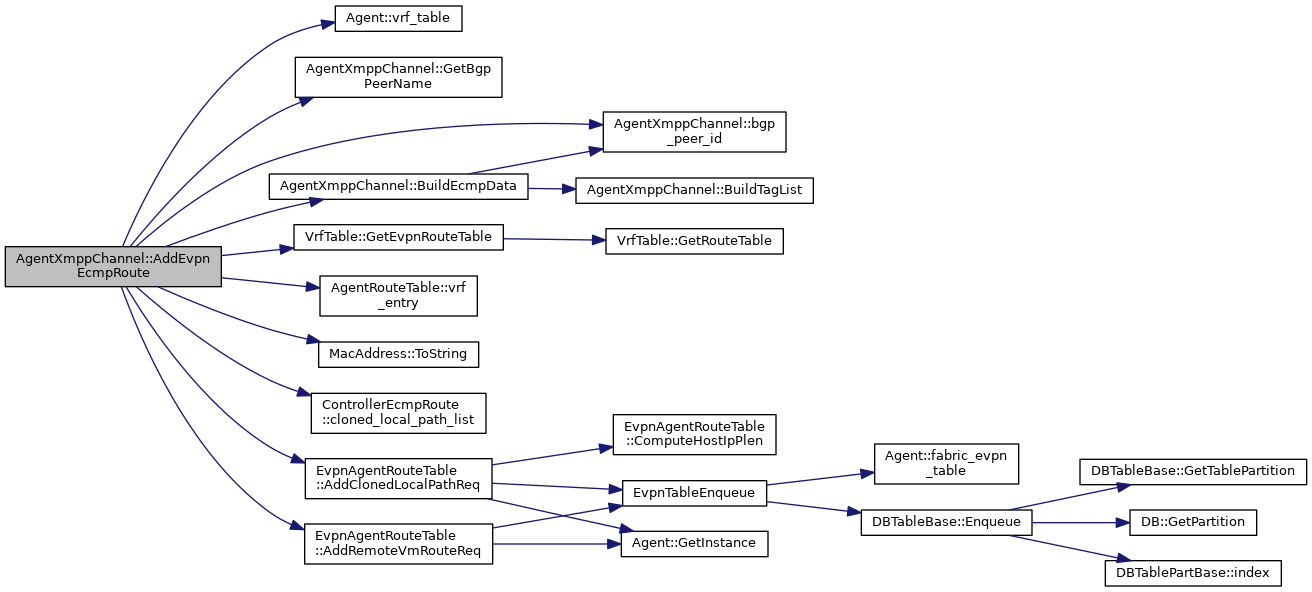 Agent::vrf_table
AgentXmppChannel::GetBgp
PeerName
AgentXmppChannel::bgp
_peer_id
AgentXmppChannel::BuildEcmpData
AgentXmppChannel::BuildTagList
VrfTable::GetEvpnRouteTable
VrfTable::GetRouteTable
AgentXmppChannel::AddEvpn
EcmpRoute
AgentRouteTable::vrf
_entry
MacAddress::ToString
ControllerEcmpRoute
::cloned_local_path_list
EvpnAgentRouteTable
::ComputeHostIpPlen
EvpnAgentRouteTable
::AddClonedLocalPathReq
Agent::fabric_evpn
_table
DBTableBase::GetTablePartition
EvpnTableEnqueue
DBTableBase::Enqueue
DB::GetPartition
EvpnAgentRouteTable
::AddRemoteVmRouteReq
Agent::GetInstance
DBTablePartBase::index